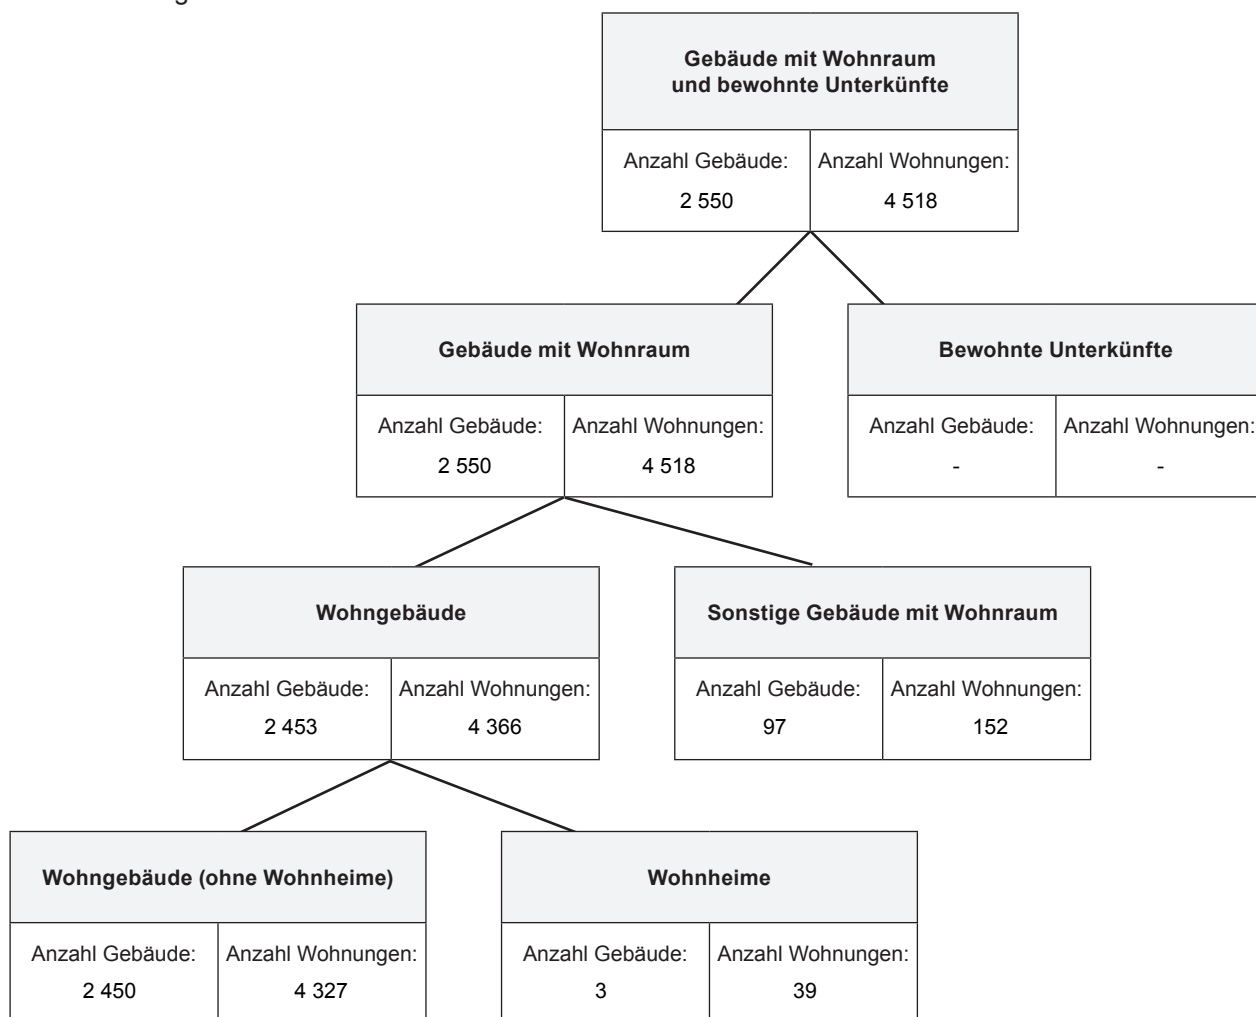 Gebäude mit Wohnraum
und bewohnte Unterkünfte
Anzahl Gebäude: Anzahl Wohnungen:
2 550 4 518
Gebäude mit Wohnraum
Anzahl Gebäude: Anzahl Wohnungen:
2 550 4 518
Bewohnte Unterkünfte
Anzahl Gebäude: Anzahl Wohnungen:
- -
Wohngebäude
Anzahl Gebäude: Anzahl Wohnungen:
2 453 4 366
Sonstige Gebäude mit Wohnraum
Anzahl Gebäude: Anzahl Wohnungen:
97 152
Wohngebäude (ohne Wohnheime)
Anzahl Gebäude: Anzahl Wohnungen:
2 450 4 327
Wohnheime
Anzahl Gebäude: Anzahl Wohnungen:
3 39